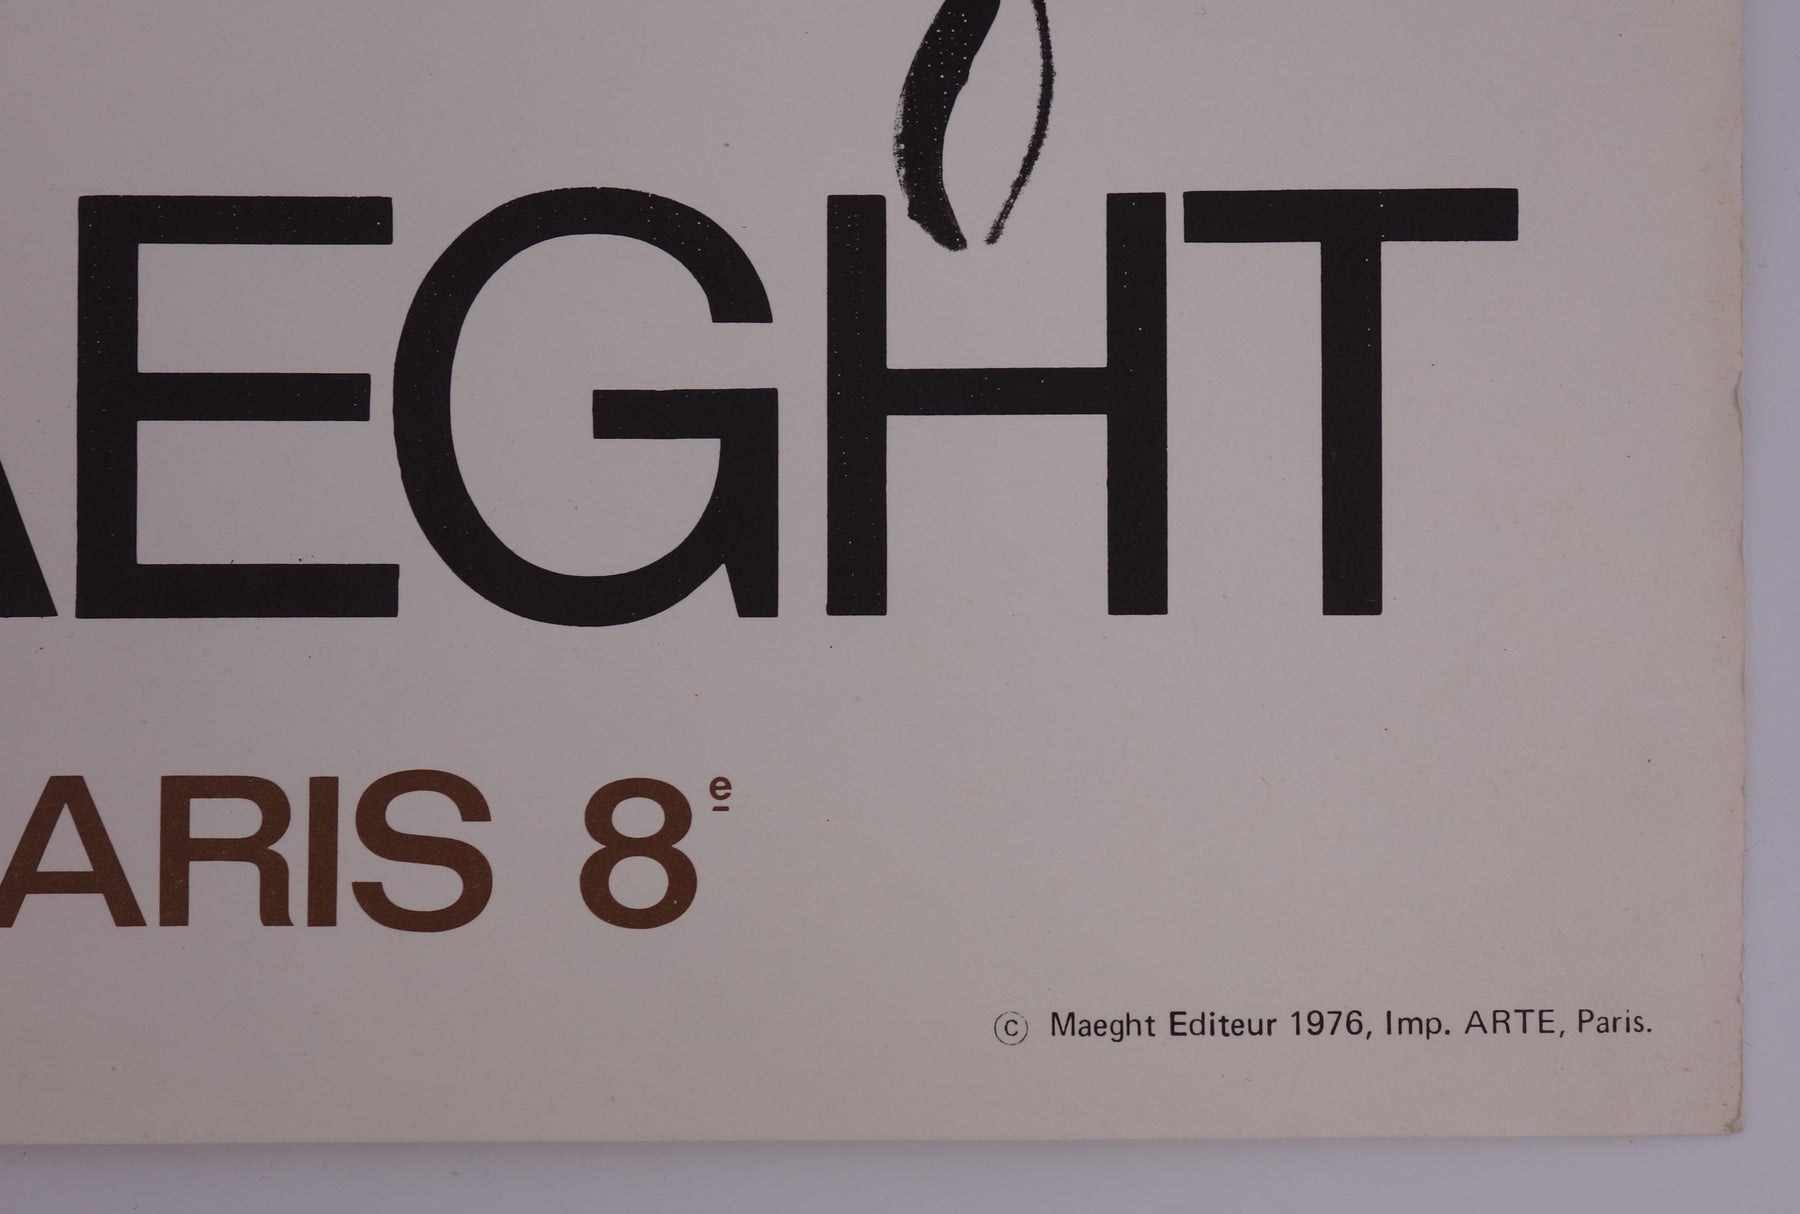 AEGHT
ARIS 8e
© Maeght Editeur 1976, Imp. ARTE, Paris.